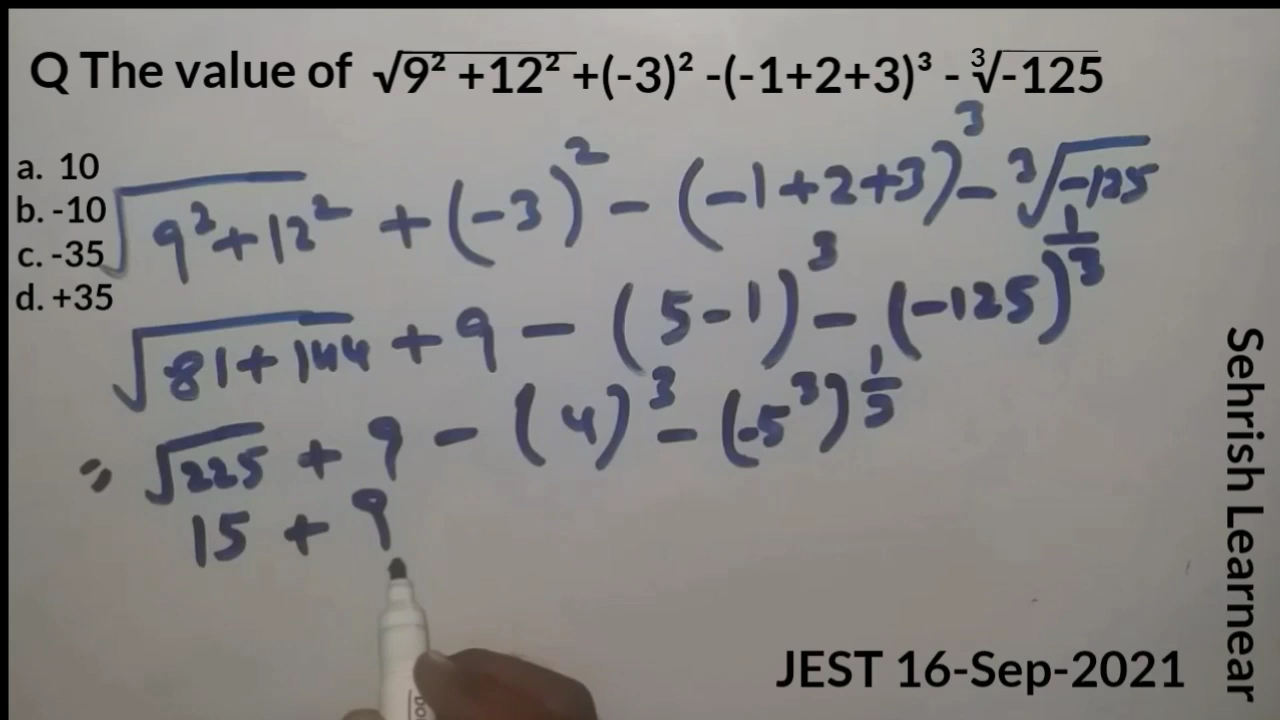 Q The value of √9² +12² +(-3)² -(-1+2+3)³ - ³√-125
a. 10
b. -10
c. -35
d. +35
√9²+12² + (-3)² - (-1+2+3)³ - ³√-125
√81+144 + 9 - (5-1)³ - (-125)^1/3
= √225 + 9 - (4)³ - (-5³)^1/3
15 + 9
Sehrish Learnear
JEST 16-Sep-2021